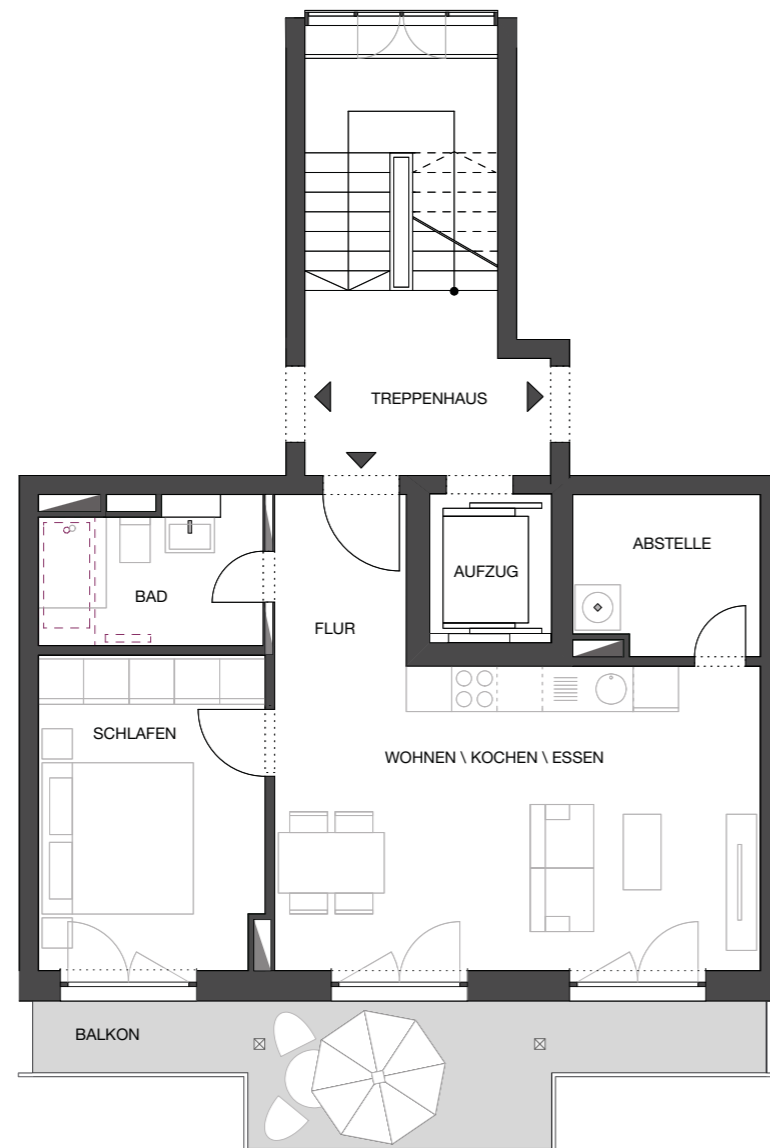 TREPPENHAUS
ABSTELLE
AUFZUG
BAD
FLUR
SCHLAFEN
WOHNEN \ KOCHEN \ ESSEN
BALKON